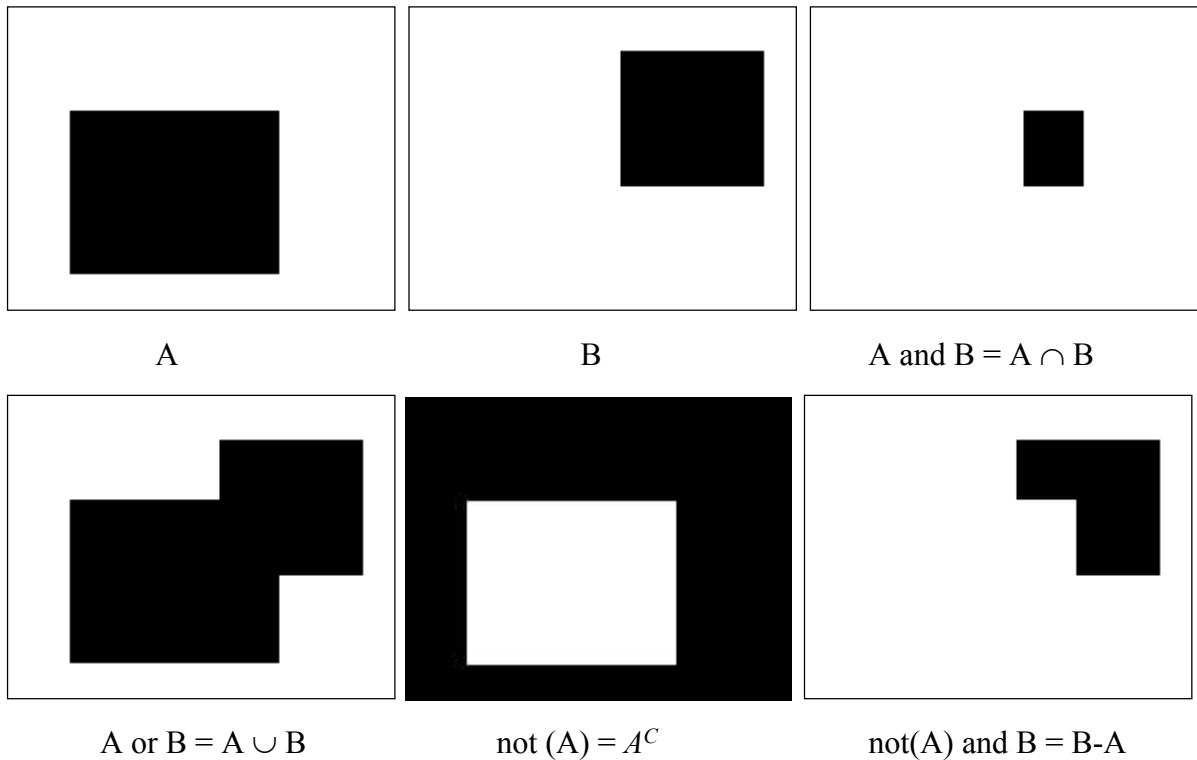 A
B
A and B = A ∩ B
A or B = A ∪ B
not (A) = A^C
not(A) and B = B-A